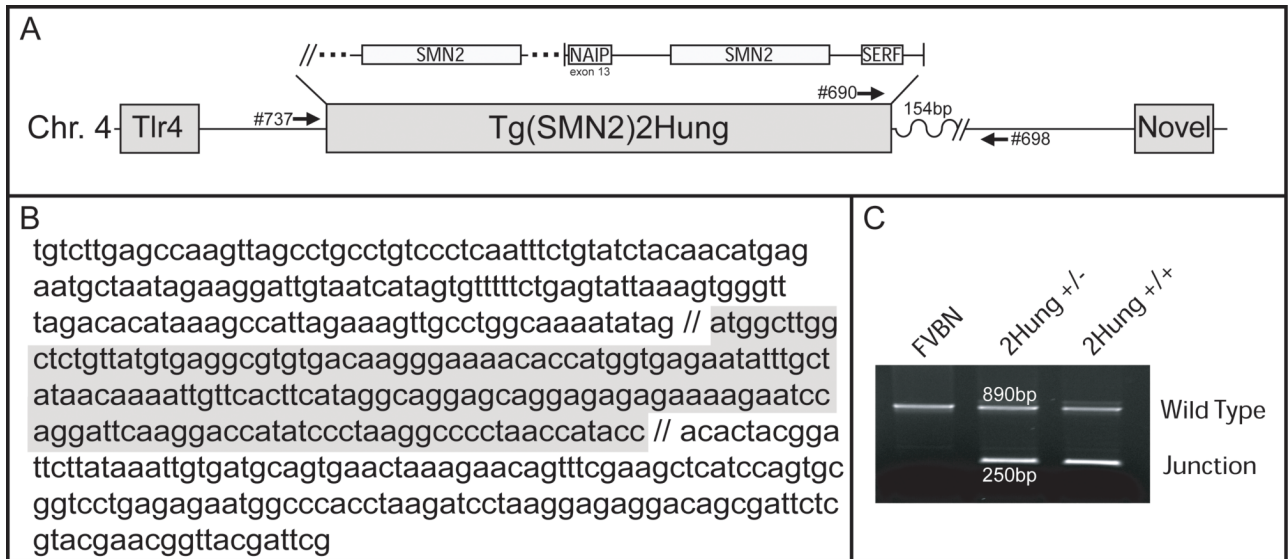 A
SMN2
NAIP
exon 13
SMN2
SERF
Chr. 4
Tlr4
#737
Tg(SMN2)2Hung
#690
154bp
#698
Novel
B
tgtcttgagccaagttagcctgcctgtccctcaatttctgtatctacaacatgag
aatgctaatagaaggattgtaatcatagtgtttttctgagtattaaagtgggtt
tagacacataaagccattagaaagttgcctggcaaaatatag // atggcttgg
ctctgttatgtgaggcgtgtgacaagggaaaacaccatggtgagaatatttgct
ataacaaaattgttcacttcataggcaggagcaggagagagaaaagaatcc
aggattcaaggaccatatccctaaggcccctaaccatacc // acactacgga
ttcttataaattgtgatgcagtgaactaaagaacagtttcgaagctcatccagtgc
ggtcctgagagaatggcccacctaagatcctaaggagaggacagcgattctc
gtacgaacggttacgattcg
C
FVBN
2Hung +/-
2Hung +/+
890bp
Wild Type
250bp
Junction